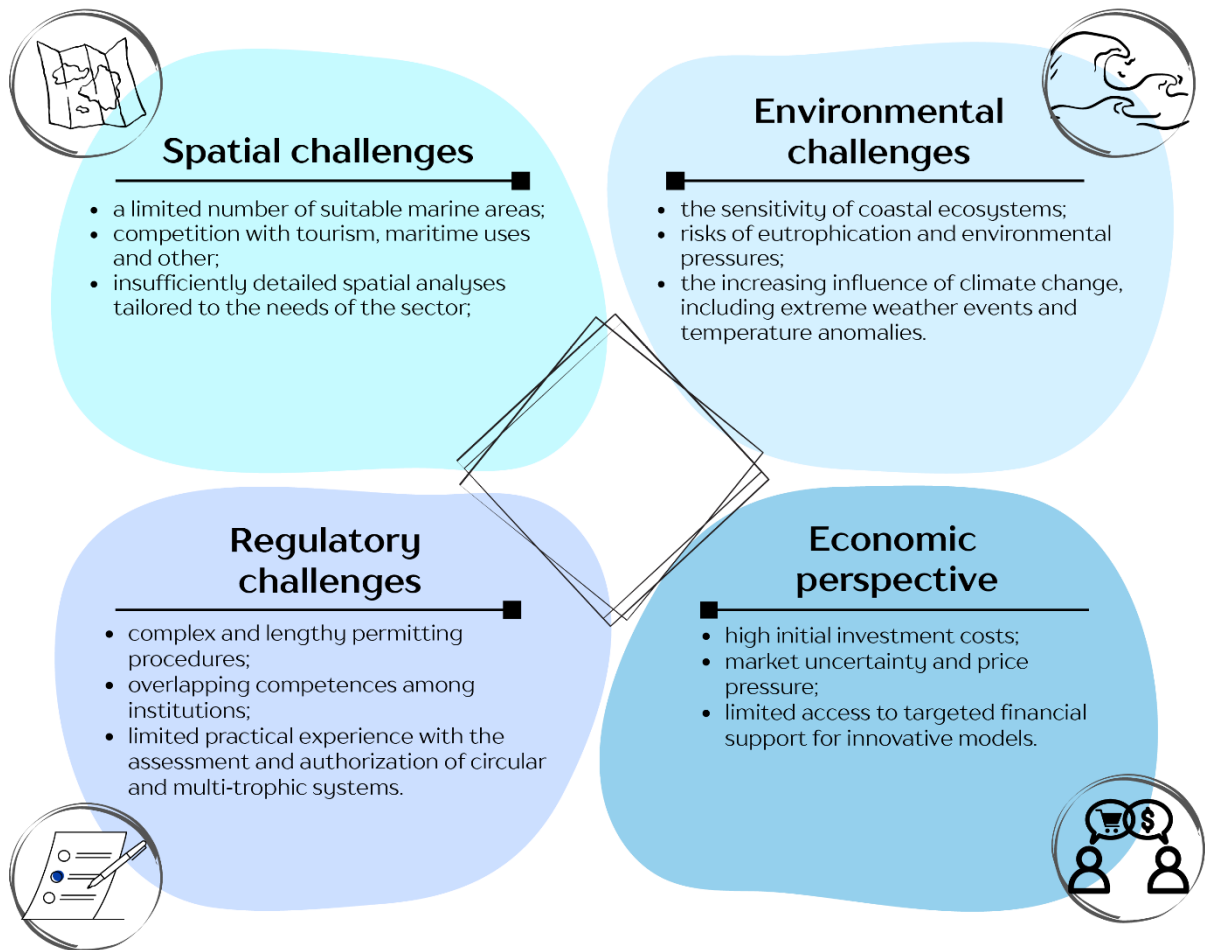 Spatial challenges
• a limited number of suitable marine areas;
• competition with tourism, maritime uses
and other;
• insufficiently detailed spatial analyses
tailored to the needs of the sector;
Environmental
challenges
• the sensitivity of coastal ecosystems;
• risks of eutrophication and environmental
pressures;
• the increasing influence of climate change,
including extreme weather events and
temperature anomalies.
Regulatory
challenges
• complex and lengthy permitting
procedures;
• overlapping competences among
institutions;
• limited practical experience with the
assessment and authorization of circular
and multi-trophic systems.
Economic
perspective
• high initial investment costs;
• market uncertainty and price
pressure;
• limited access to targeted financial
support for innovative models.
$